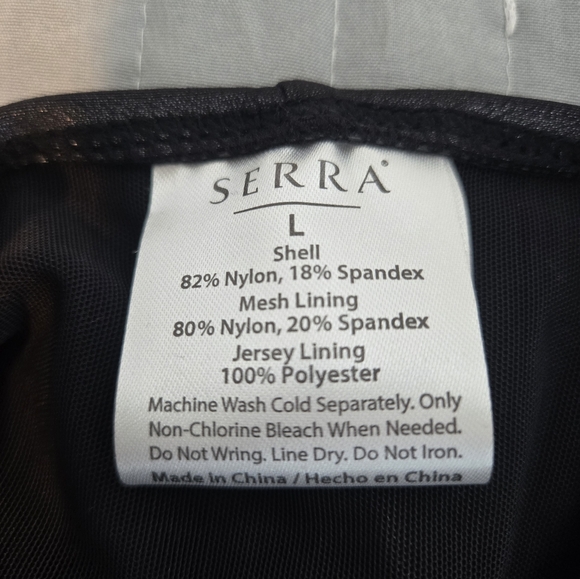 SERRA®
L
Shell
82% Nylon, 18% Spandex
Mesh Lining
80% Nylon, 20% Spandex
Jersey Lining
100% Polyester
Machine Wash Cold Separately. Only
Non-Chlorine Bleach When Needed.
Do Not Wring. Line Dry. Do Not Iron.
Made in China / Hecho en China